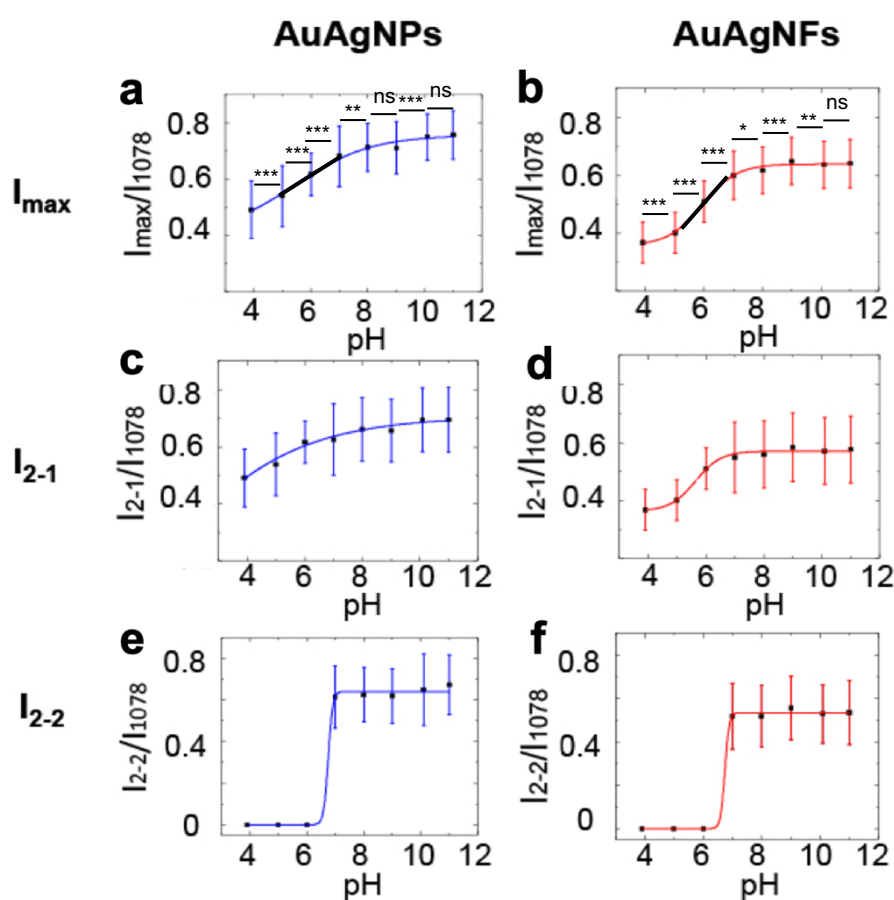 AuAgNPs AuAgNFs
a b
Imax
Imax/I1078
0.8
0.6
0.4
*** *** *** ** ns *** ns
4 6 8 10 12
pH
Imax/I1078
0.8
0.6
0.4
*** *** *** * *** ** ns
4 6 8 10 12
pH
c d
I2-1
I2-1/I1078
0.8
0.6
0.4
4 6 8 10 12
pH
I2-1/I1078
0.8
0.6
0.4
4 6 8 10 12
pH
e f
I2-2
I2-2/I1078
0.8
0.4
0
4 6 8 10 12
pH
I2-2/I1078
0.8
0.4
0
4 6 8 10 12
pH